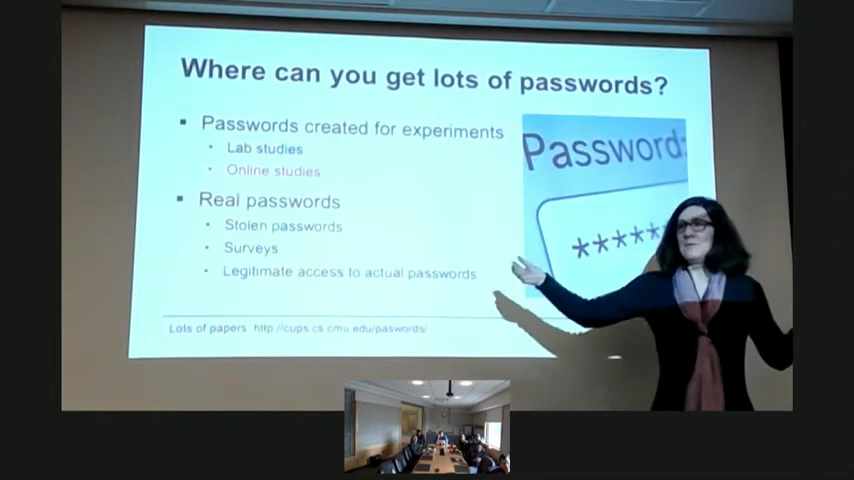 Where can you get lots of passwords?
▪ Passwords created for experiments
• Lab studies
• Online studies
▪ Real passwords
• Stolen passwords
• Surveys
• Legitimate access to actual passwords
Password:
******
Lots of papers http://cups.cs.cmu.edu/paswords/